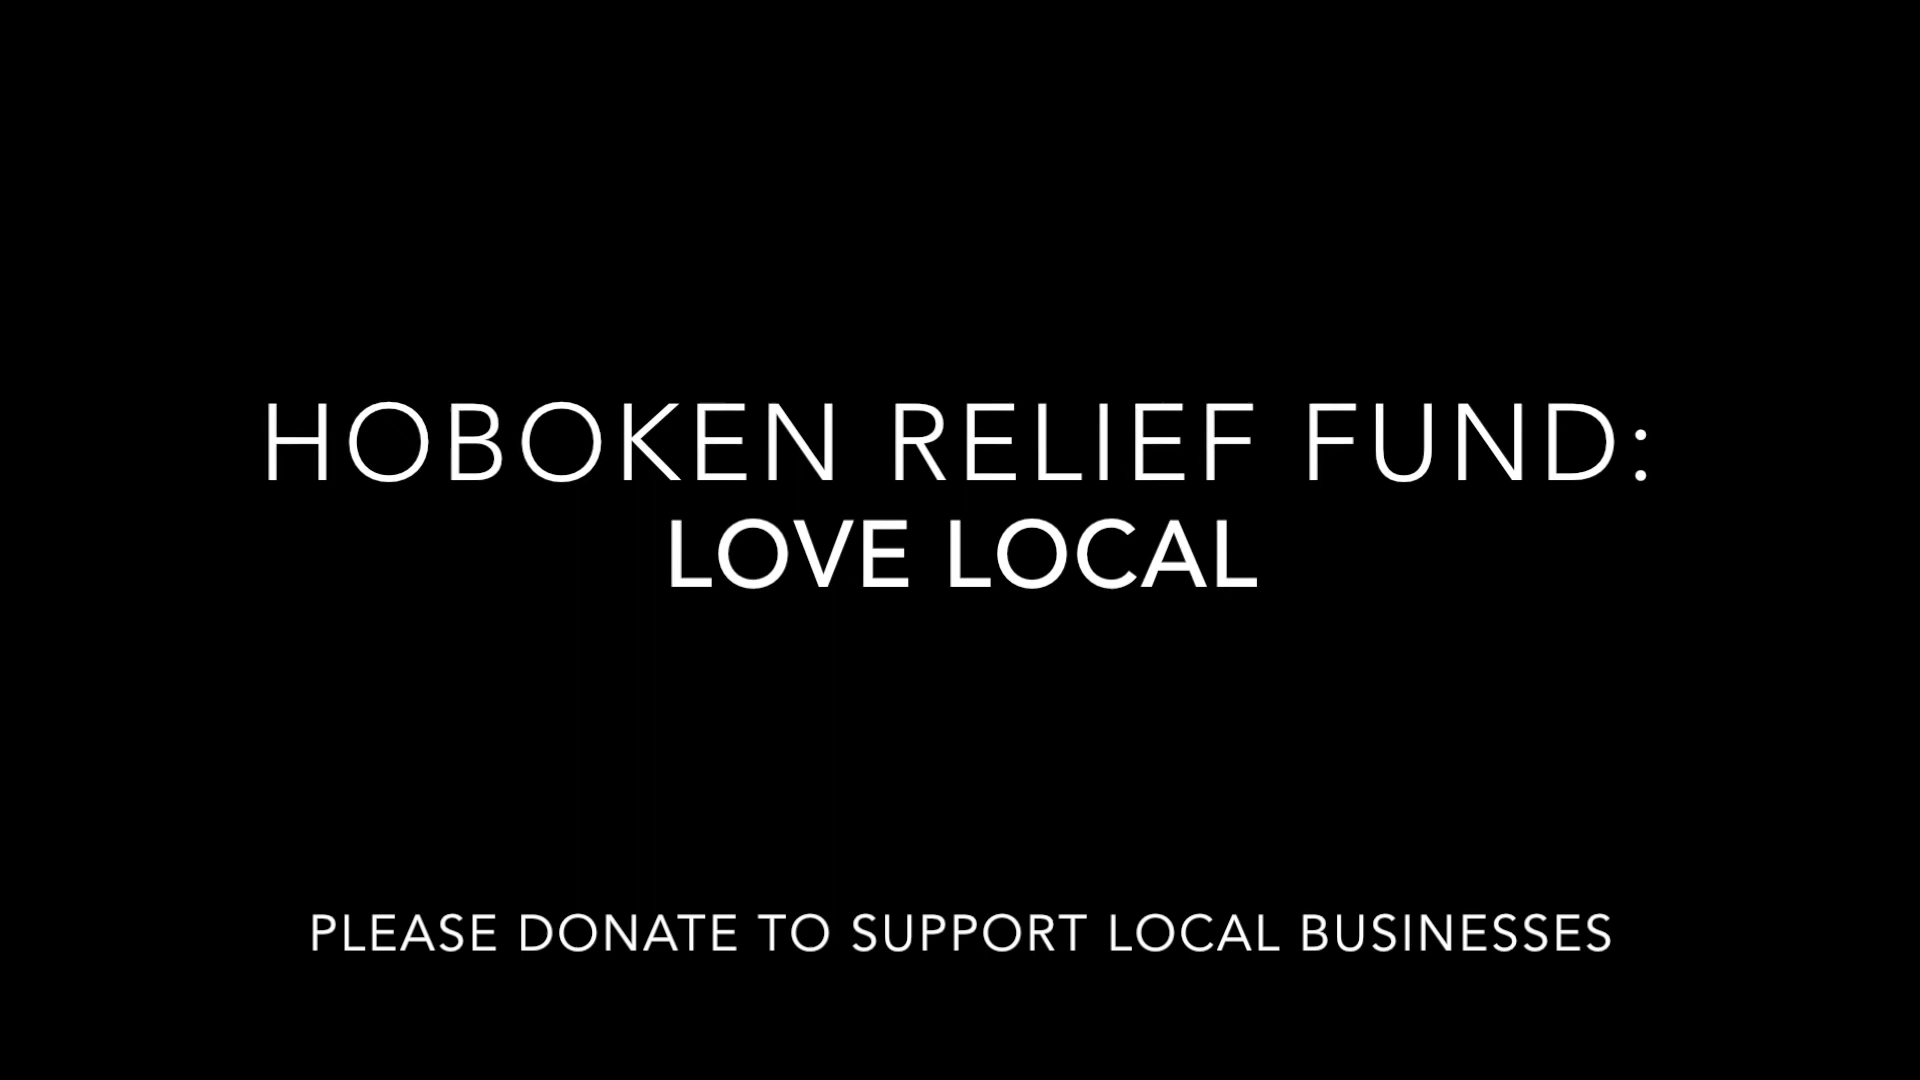 HOBOKEN RELIEF FUND:
LOVE LOCAL
PLEASE DONATE TO SUPPORT LOCAL BUSINESSES